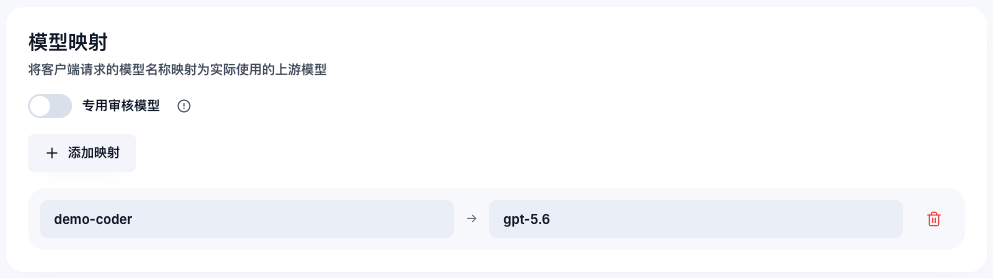 模型映射
将客户端请求的模型名称映射为实际使用的上游模型
专用审核模型
添加映射
demo-coder → gpt-5.6